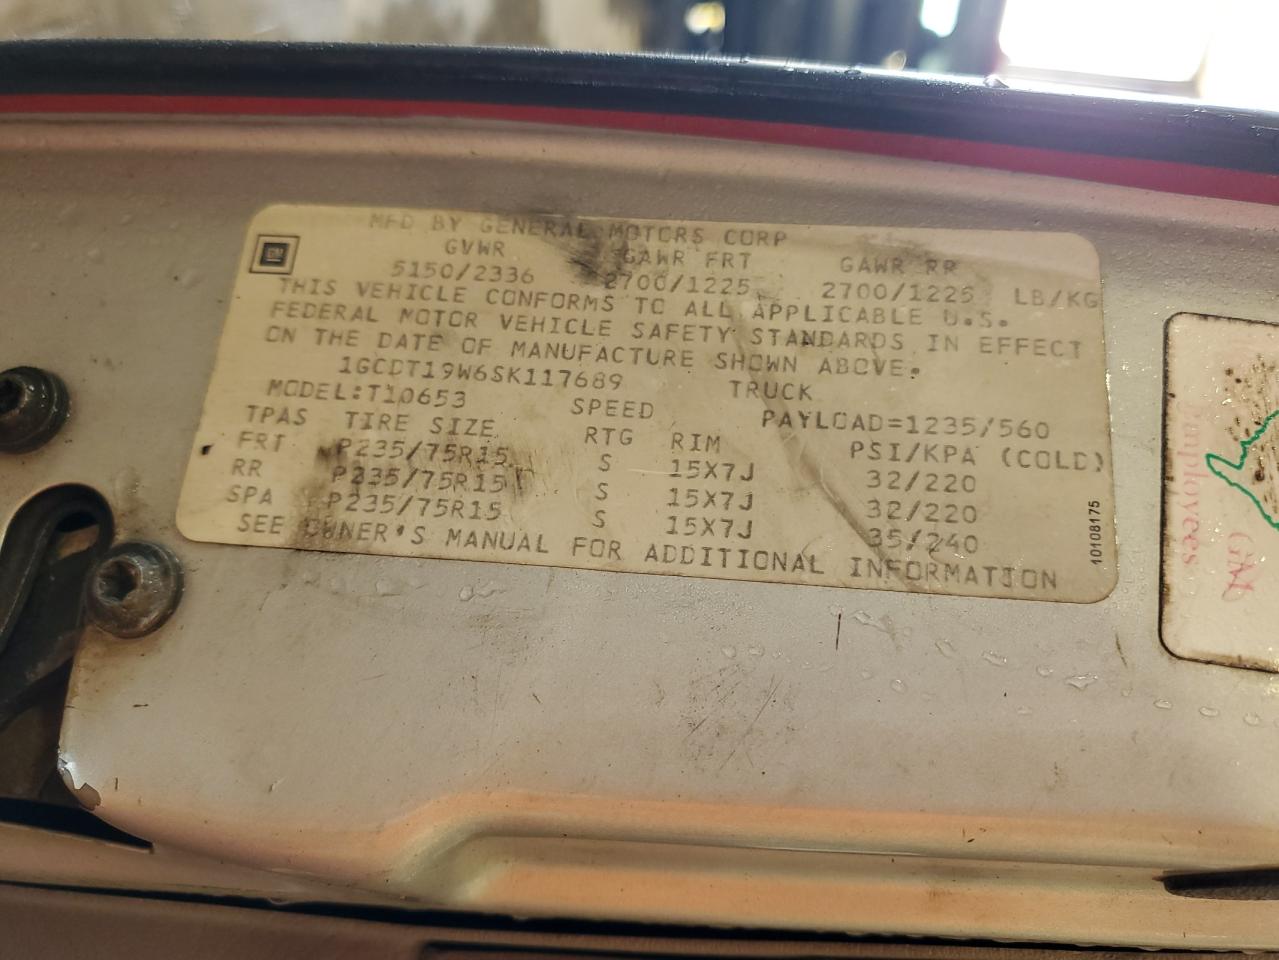 MFD BY GENERAL MOTORS CORP
GM
GVWR GAWR FRT GAWR RR
5150/2336 2700/1225 2700/1225 LB/KG
THIS VEHICLE CONFORMS TO ALL APPLICABLE U.S.
FEDERAL MOTOR VEHICLE SAFETY STANDARDS IN EFFECT
ON THE DATE OF MANUFACTURE SHOWN ABOVE.
1GCDT19W6SK117689 TRUCK
MODEL:T10653 SPEED PAYLOAD=1235/560
TPAS TIRE SIZE RTG RIM PSI/KPA (COLD)
FRT P235/75R15 S 15X7J 32/220
RR P235/75R15 S 15X7J 32/220
SPA P235/75R15 S 15X7J 35/240
SEE OWNER'S MANUAL FOR ADDITIONAL INFORMATION
10108175
Employees
GM